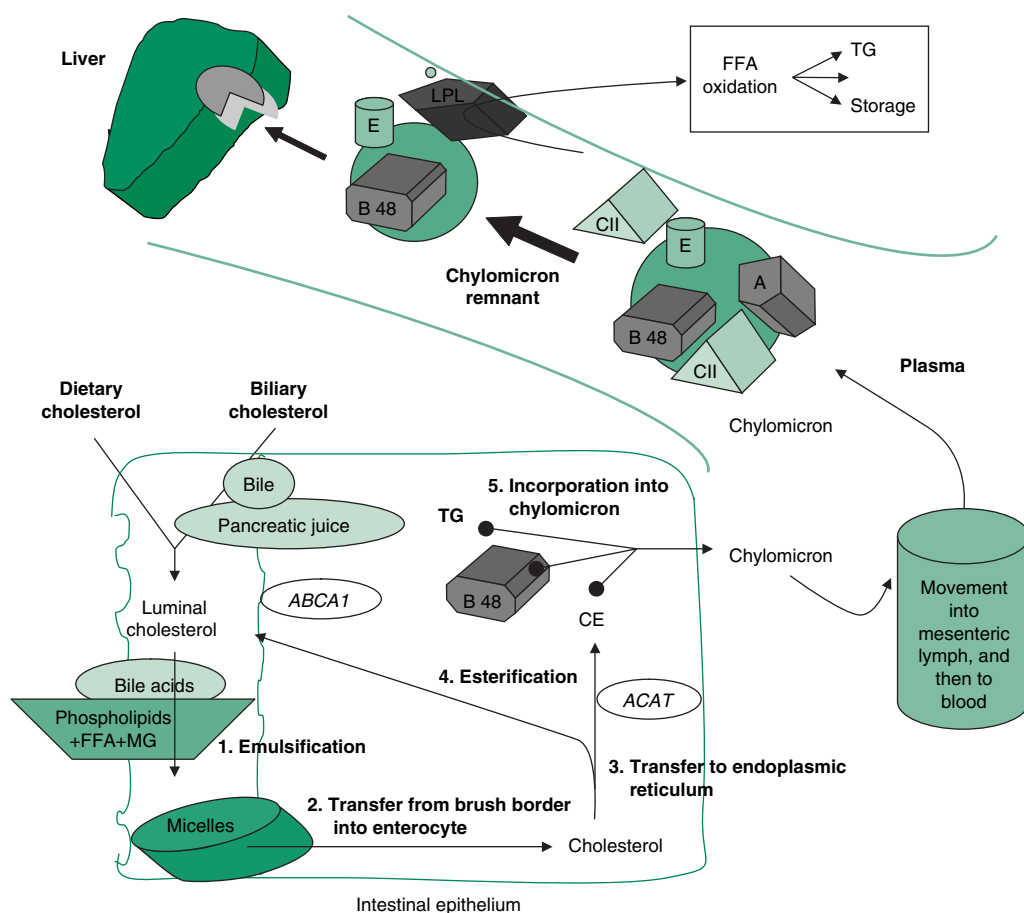 Liver
LPL
E
B 48
FFA
oxidation
TG
Storage
CII
E
A
B 48
CII
Chylomicron
remnant
Plasma
Chylomicron
Dietary
cholesterol
Biliary
cholesterol
Bile
Pancreatic juice
ABCA1
Luminal
cholesterol
Bile acids
Phospholipids
+FFA+MG
1. Emulsification
Micelles
2. Transfer from brush border
into enterocyte
Cholesterol
3. Transfer to endoplasmic
reticulum
ACAT
4. Esterification
CE
TG
B 48
5. Incorporation into
chylomicron
Chylomicron
Movement
into
mesenteric
lymph, and
then to
blood
Intestinal epithelium